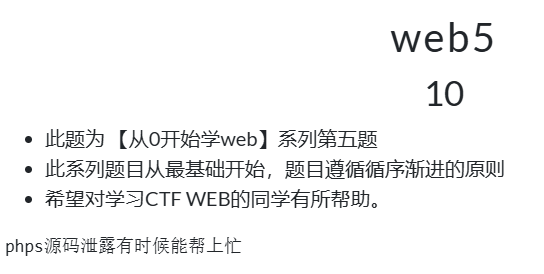 web5
10
此题为 【从0开始学web】系列第五题
此系列题目从最基础开始，题目遵循循序渐进的原则
希望对学习CTF WEB的同学有所帮助。
phps源码泄露有时候能帮上忙